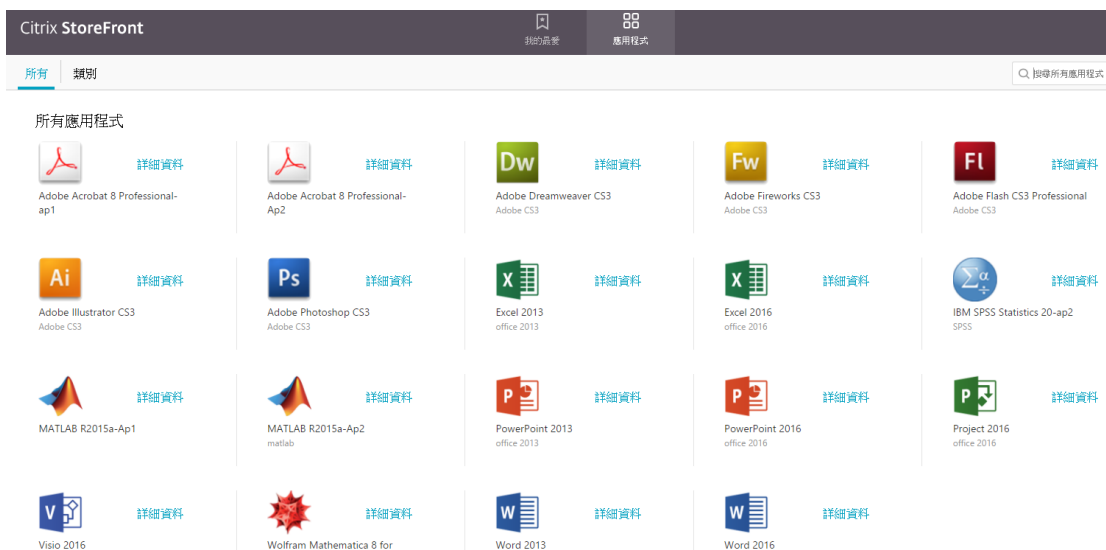 Citrix StoreFront
我的最愛
應用程式
所有
類別
搜尋所有應用程式
所有應用程式
詳細資料
詳細資料
Dw
詳細資料
Fw
詳細資料
Fl
詳細資料
Adobe Acrobat 8 Professional-
ap1
Adobe Acrobat 8 Professional-
Ap2
Adobe Dreamweaver CS3
Adobe CS3
Adobe Fireworks CS3
Adobe CS3
Adobe Flash CS3 Professional
Adobe CS3
Ai
詳細資料
Ps
詳細資料
X
詳細資料
X
詳細資料
Σα
÷
詳細資料
Adobe Illustrator CS3
Adobe CS3
Adobe Photoshop CS3
Adobe CS3
Excel 2013
office 2013
Excel 2016
office 2016
IBM SPSS Statistics 20-ap2
SPSS
詳細資料
詳細資料
P
詳細資料
P
詳細資料
P
詳細資料
MATLAB R2015a-Ap1
MATLAB R2015a-Ap2
matlab
PowerPoint 2013
office 2013
PowerPoint 2016
office 2016
Project 2016
office 2016
V
詳細資料
詳細資料
W
詳細資料
W
詳細資料
Visio 2016
Wolfram Mathematica 8 for
Word 2013
Word 2016